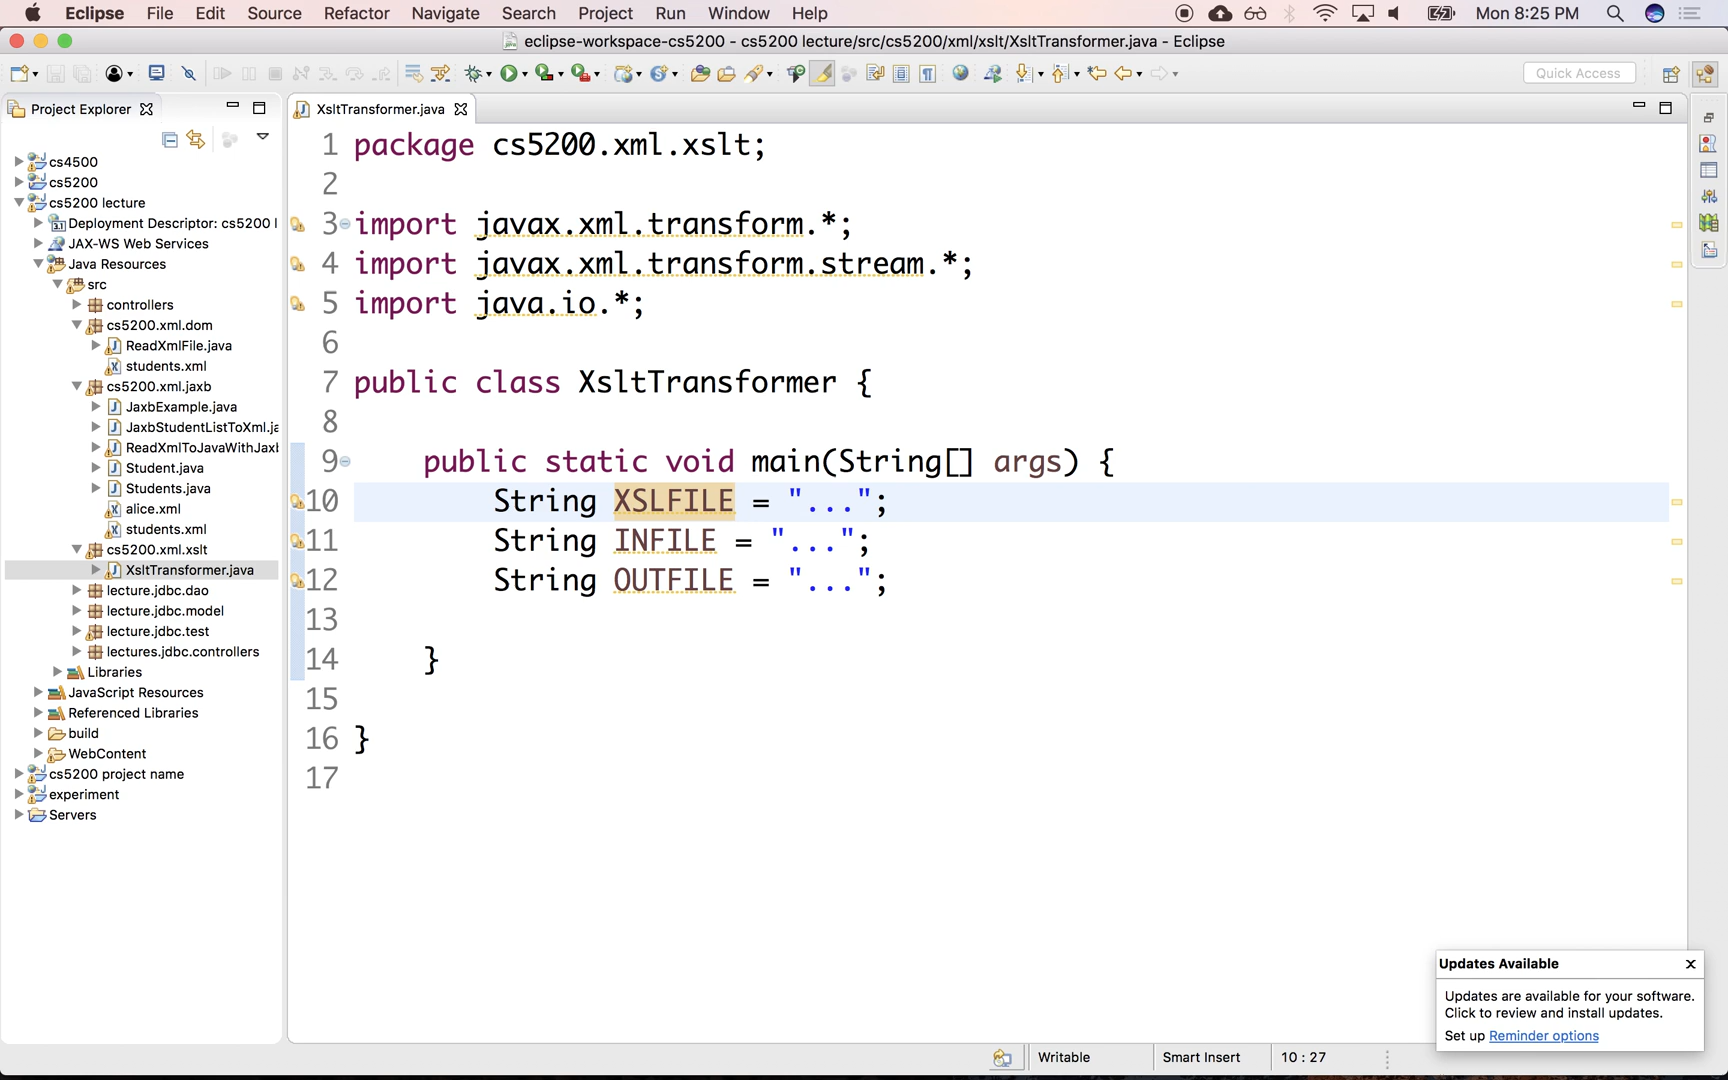 Eclipse File Edit Source Refactor Navigate Search Project Run Window Help Mon 8:25 PM
eclipse-workspace-cs5200 - cs5200 lecture/src/cs5200/xml/xslt/XsltTransformer.java - Eclipse
Quick Access
Project Explorer
XsltTransformer.java
cs4500
cs5200
cs5200 lecture
Deployment Descriptor: cs5200 l
JAX-WS Web Services
Java Resources
src
controllers
cs5200.xml.dom
ReadXmlFile.java
students.xml
cs5200.xml.jaxb
JaxbExample.java
JaxbStudentListToXml.ja
ReadXmlToJavaWithJaxb
Student.java
Students.java
alice.xml
students.xml
cs5200.xml.xslt
XsltTransformer.java
lecture.jdbc.dao
lecture.jdbc.model
lecture.jdbc.test
lectures.jdbc.controllers
Libraries
JavaScript Resources
Referenced Libraries
build
WebContent
cs5200 project name
experiment
Servers
1 package cs5200.xml.xslt;
2
3 import javax.xml.transform.*;
4 import javax.xml.transform.stream.*;
5 import java.io.*;
6
7 public class XsltTransformer {
8
9 public static void main(String[] args) {
10 String XSLFILE = "...";
11 String INFILE = "...";
12 String OUTFILE = "...";
13
14 }
15
16 }
17
Updates Available
Updates are available for your software.
Click to review and install updates.
Set up Reminder options
Writable Smart Insert 10 : 27